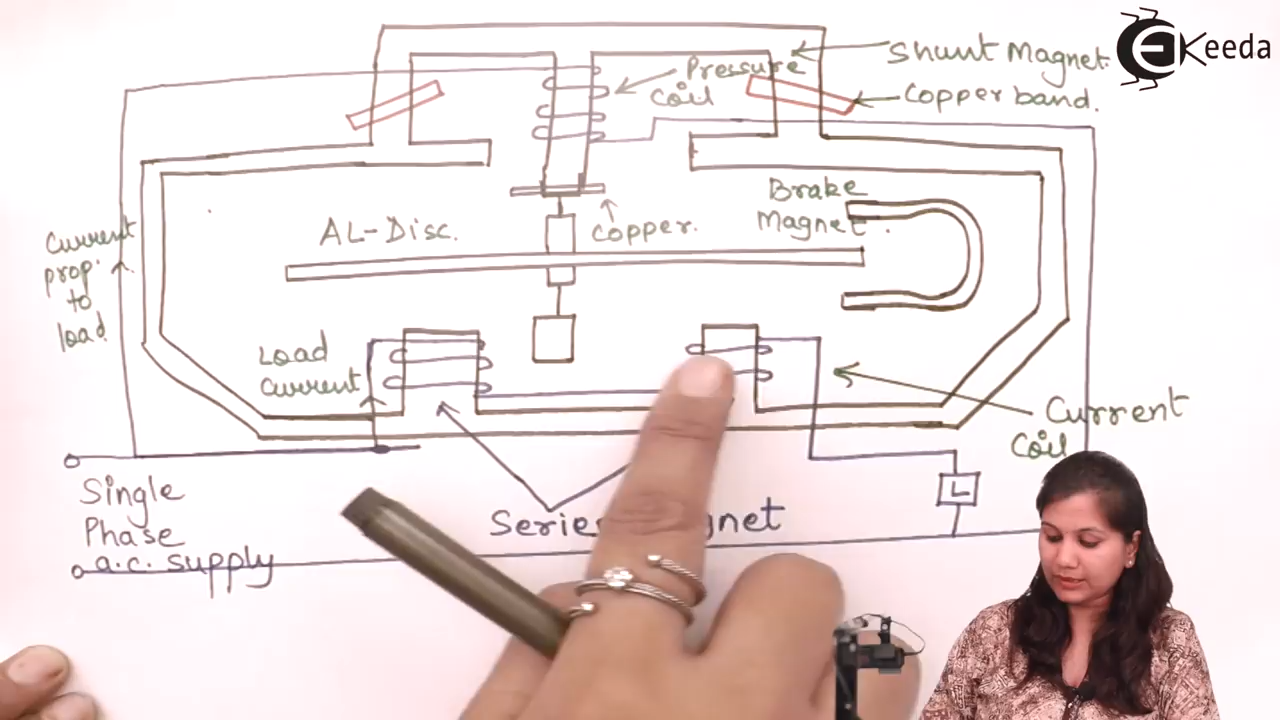 EKeeda
Shunt Magnet.
Pressure
coil
Copper band.
Brake
Magnet.
Current
prop.
to
load
AL-Disc.
Copper.
Load
Current
Current
Coil
L
Single
Phase
a.c. supply